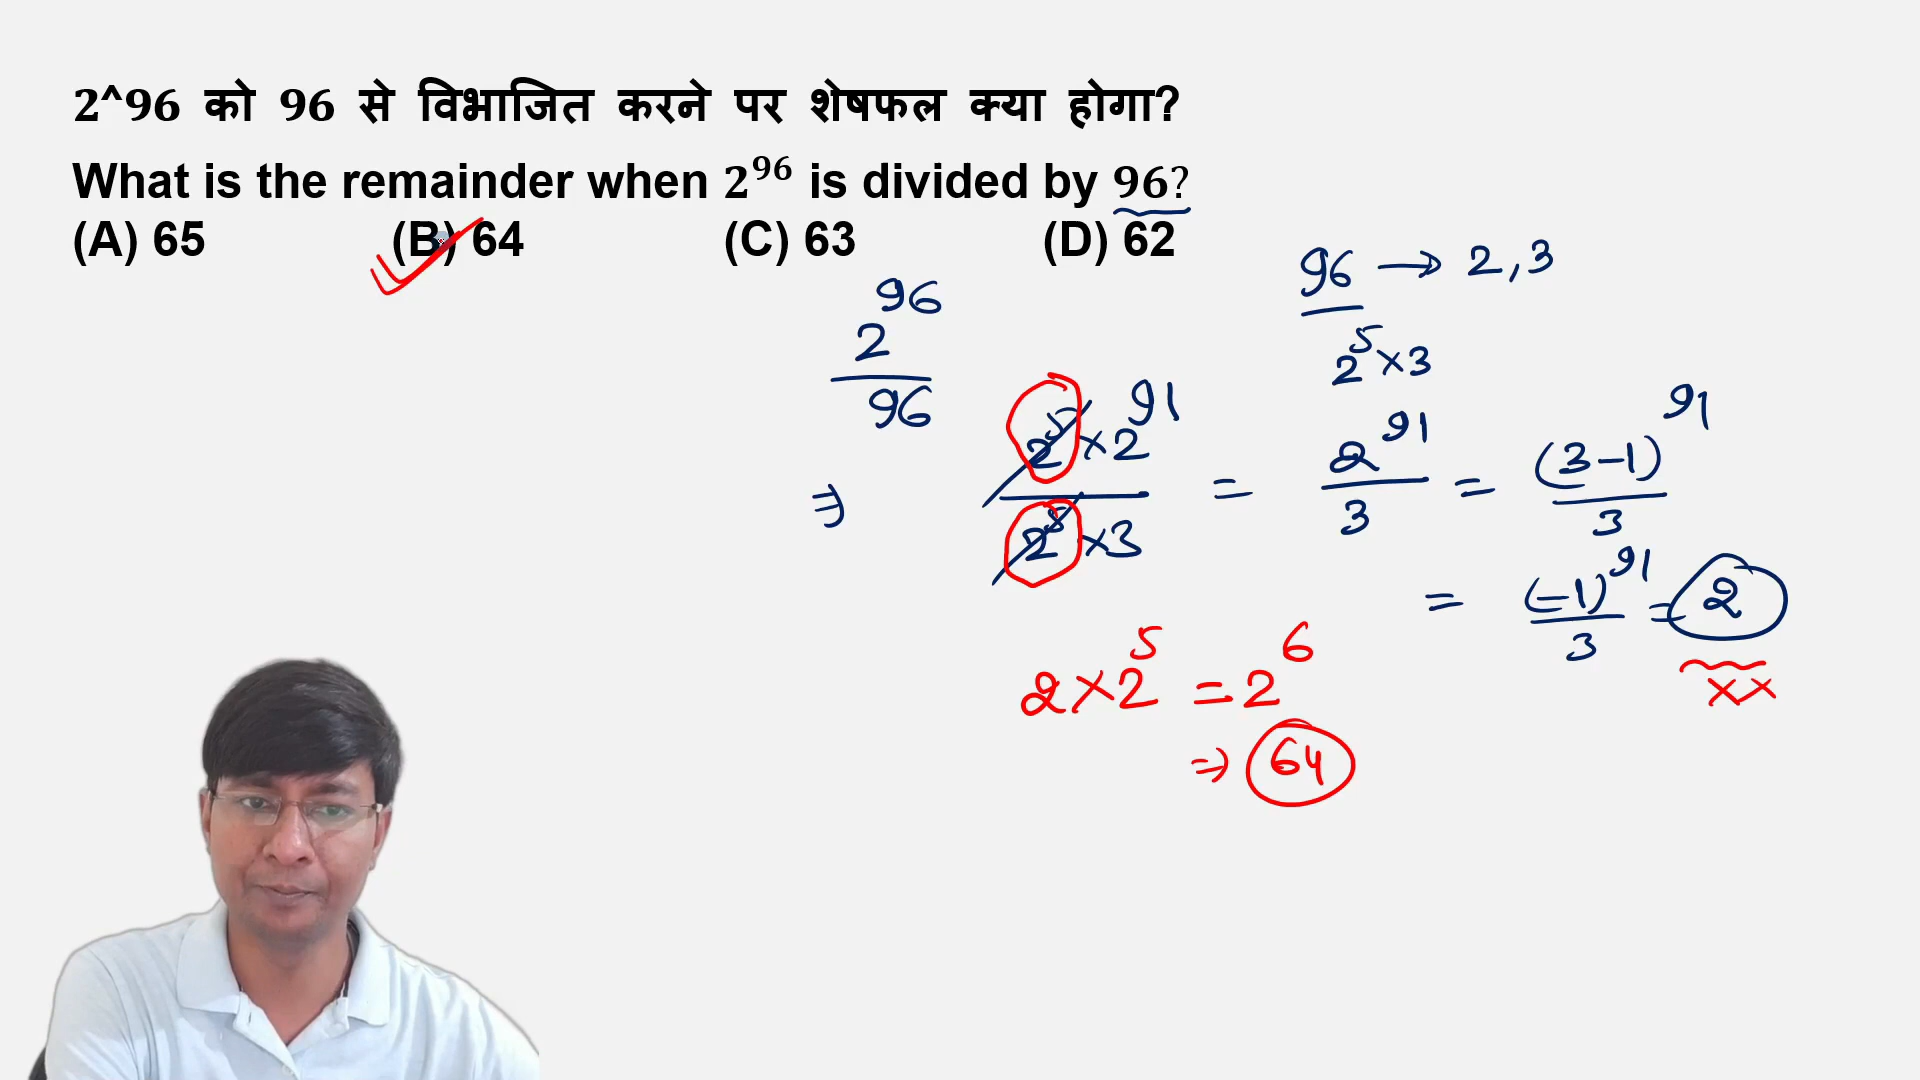 2^96 को 96 से विभाजित करने पर शेषफल क्या होगा?
What is the remainder when 2^96 is divided by 96?
(A) 65 (B) 64 (C) 63 (D) 62
96 → 2, 3
2^5 × 3
2^96 / 96
⇒ (2^5 × 2^91) / (2^5 × 3) = 2^91 / 3 = (3-1)^91 / 3
= (-1)^91 / 3 = 2
xx
2 × 2^5 = 2^6
⇒ 64